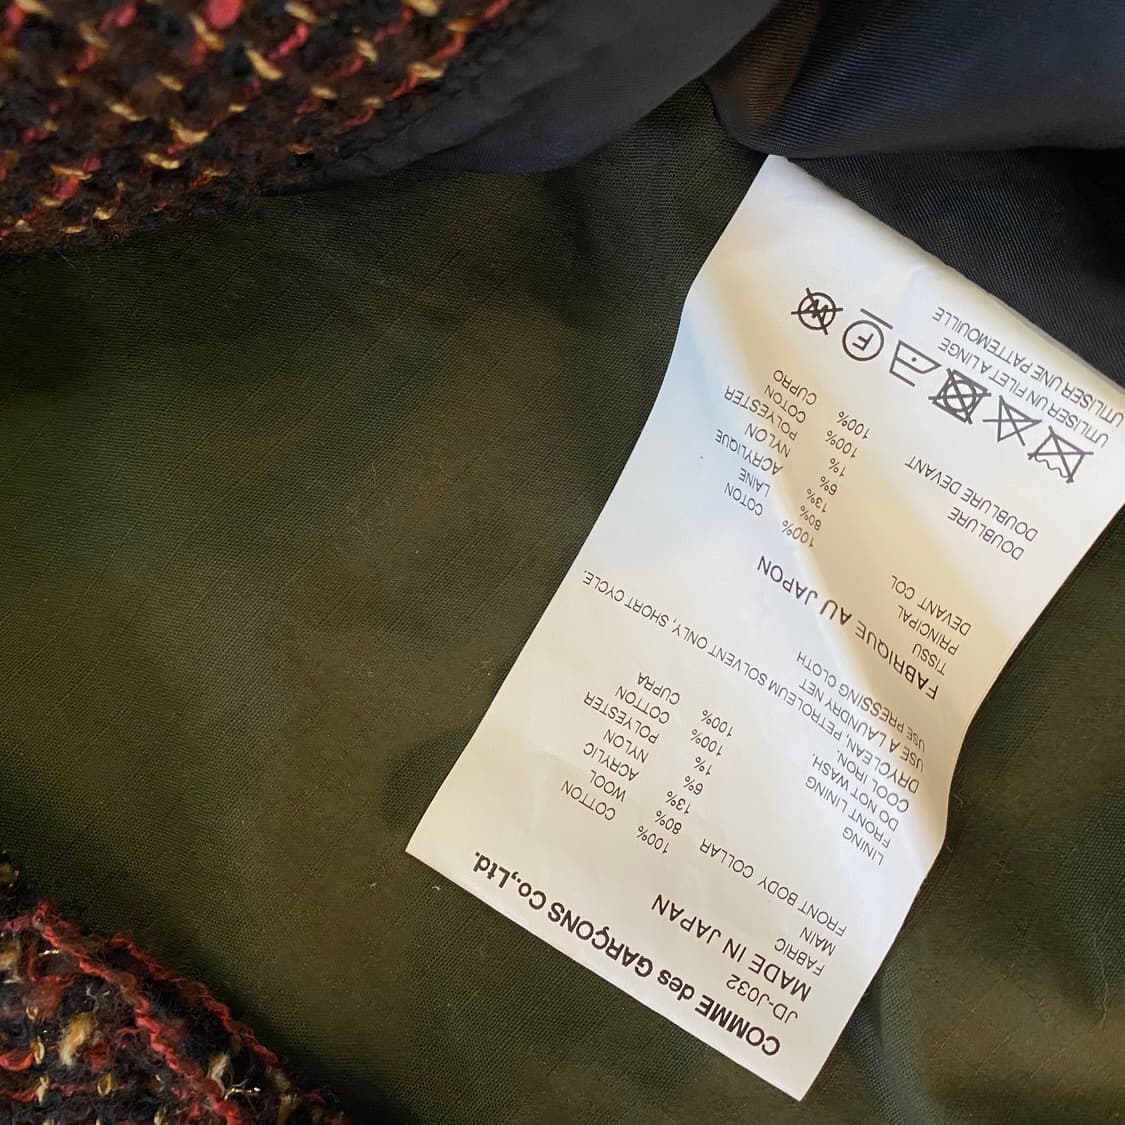 COMME des GARÇONS Co.,Ltd.
JD-J032
MADE IN JAPAN
FABRIC
MAIN
FRONT BODY COLLAR 100% COTTON
80% WOOL
13% ACRYLIC
6% NYLON
1% POLYESTER
LINING 100% COTTON
FRONT LINING 100% CUPRA
DO NOT WASH.
COOL IRON.
DRYCLEAN, PETROLEUM SOLVENT ONLY, SHORT CYCLE.
USE A LAUNDRY NET.
USE PRESSING CLOTH
FABRIQUE AU JAPON
TISSU
PRINCIPAL
DEVANT COL 100% COTON
80% LAINE
13% ACRYLIQUE
6% NYLON
1% POLYESTER
DOUBLURE 100% COTON
DOUBLURE DEVANT 100% CUPRO
F
W
UTILISER UN FILET A LINGE
UTILISER UNE PATTEMOUILLE